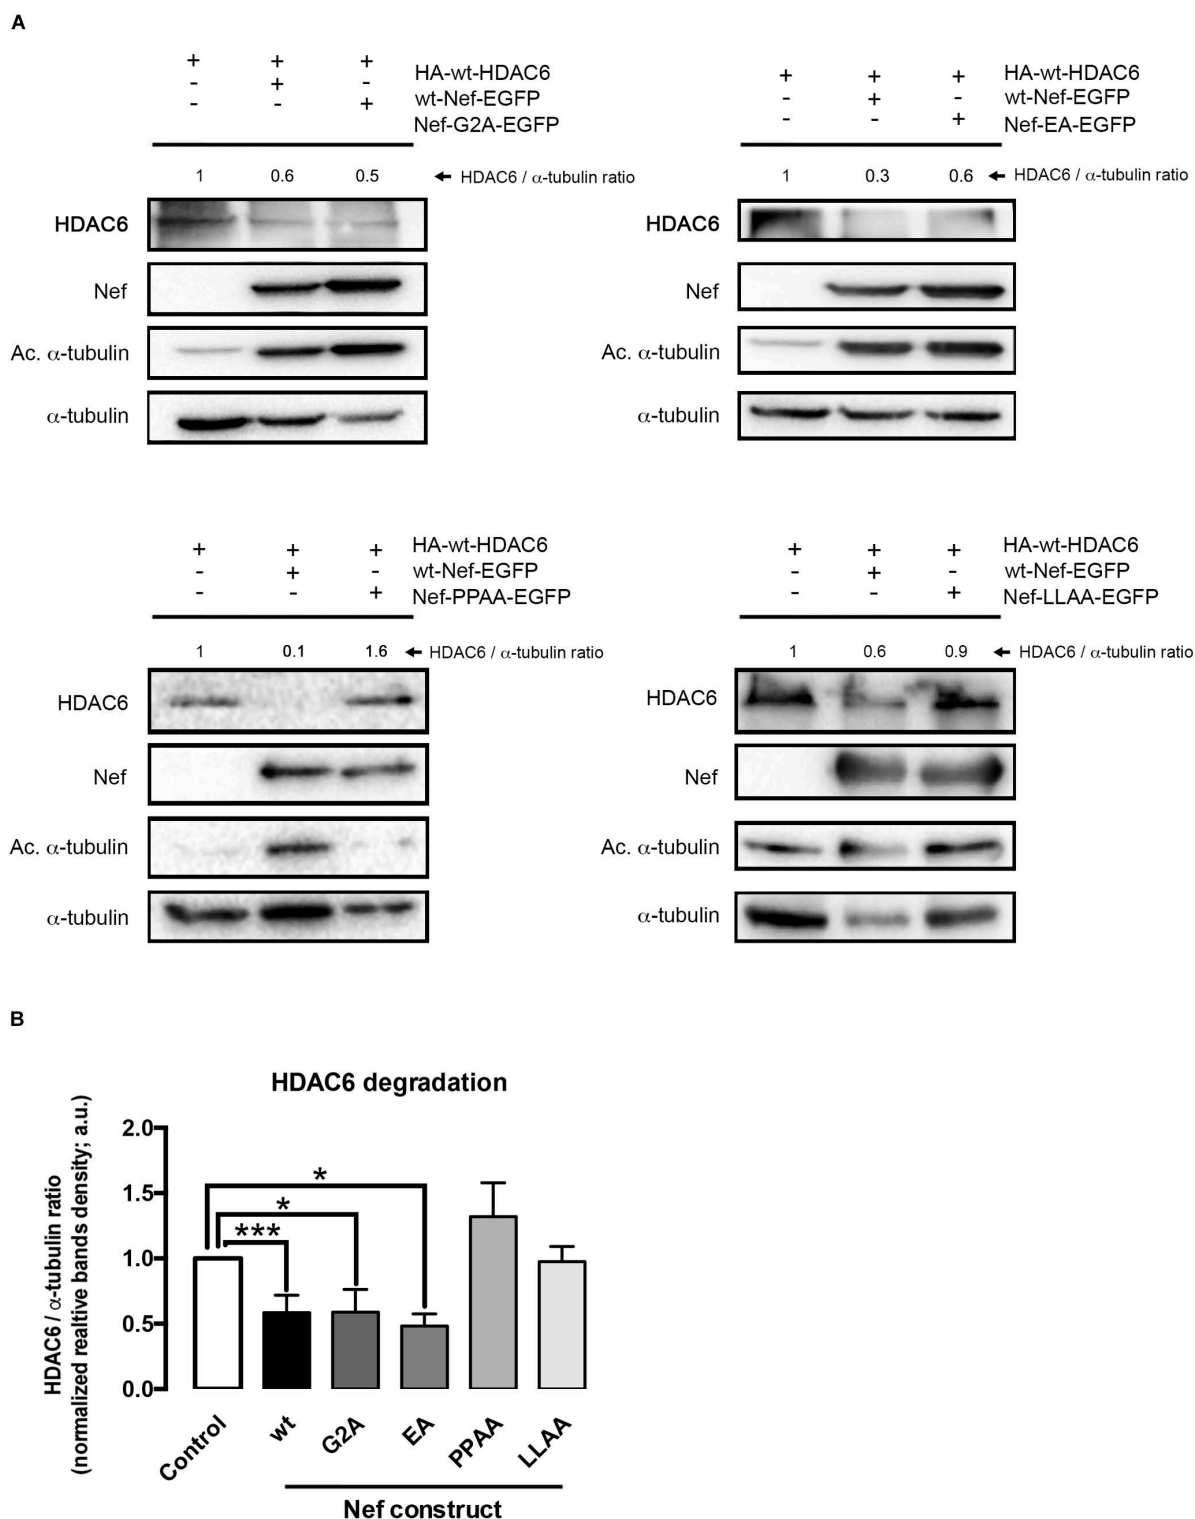 A
+ + + HA-wt-HDAC6
- + - wt-Nef-EGFP
- - + Nef-G2A-EGFP
1 0.6 0.5 ← HDAC6 / α-tubulin ratio
HDAC6
Nef
Ac. α-tubulin
α-tubulin
+ + + HA-wt-HDAC6
- + - wt-Nef-EGFP
- - + Nef-EA-EGFP
1 0.3 0.6 ← HDAC6 / α-tubulin ratio
HDAC6
Nef
Ac. α-tubulin
α-tubulin
+ + + HA-wt-HDAC6
- + - wt-Nef-EGFP
- - + Nef-PPAA-EGFP
1 0.1 1.6 ← HDAC6 / α-tubulin ratio
HDAC6
Nef
Ac. α-tubulin
α-tubulin
+ + + HA-wt-HDAC6
- + - wt-Nef-EGFP
- - + Nef-LLAA-EGFP
1 0.6 0.9 ← HDAC6 / α-tubulin ratio
HDAC6
Nef
Ac. α-tubulin
α-tubulin
B
HDAC6 degradation
HDAC6 / α-tubulin ratio
(normalized realtive bands density; a.u.)
2.0
1.5
1.0
0.5
0.0
*
*
***
Control
wt
G2A
EA
PPAA
LLAA
Nef construct